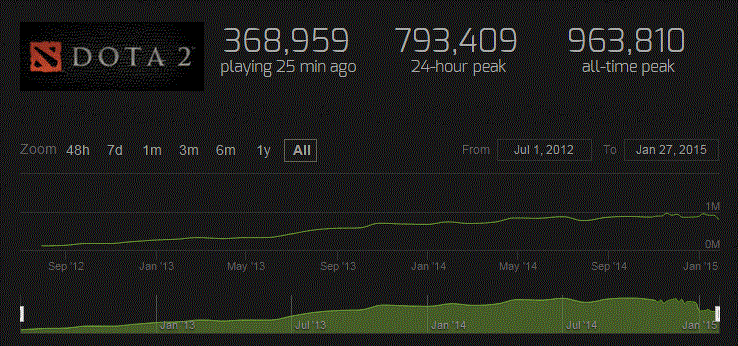 DOTA 2
368,959
playing 25 min ago
793,409
24-hour peak
963,810
all-time peak
Zoom 48h 7d 1m 3m 6m 1y All
From Jul 1, 2012 To Jan 27, 2015
1M
0M
Sep '12 Jan '13 May '13 Sep '13 Jan '14 May '14 Sep '14 Jan '15
Jan '13 Jul '13 Jan '14 Jul '14 Jan '15